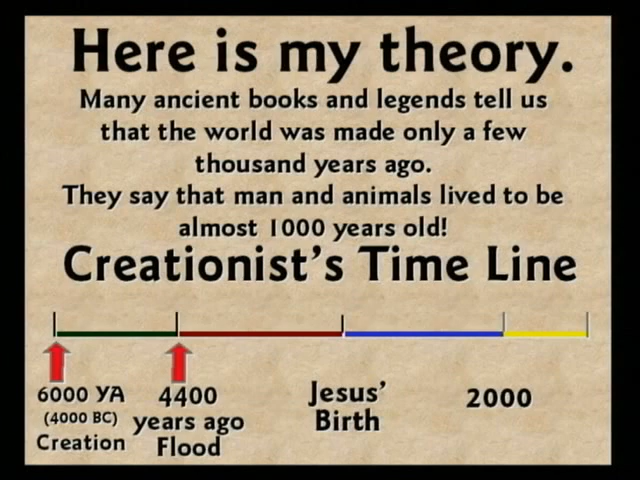 Here is my theory.
Many ancient books and legends tell us
that the world was made only a few
thousand years ago.
They say that man and animals lived to be
almost 1000 years old!
Creationist's Time Line
6000 YA
(4000 BC)
Creation
4400
years ago
Flood
Jesus'
Birth
2000